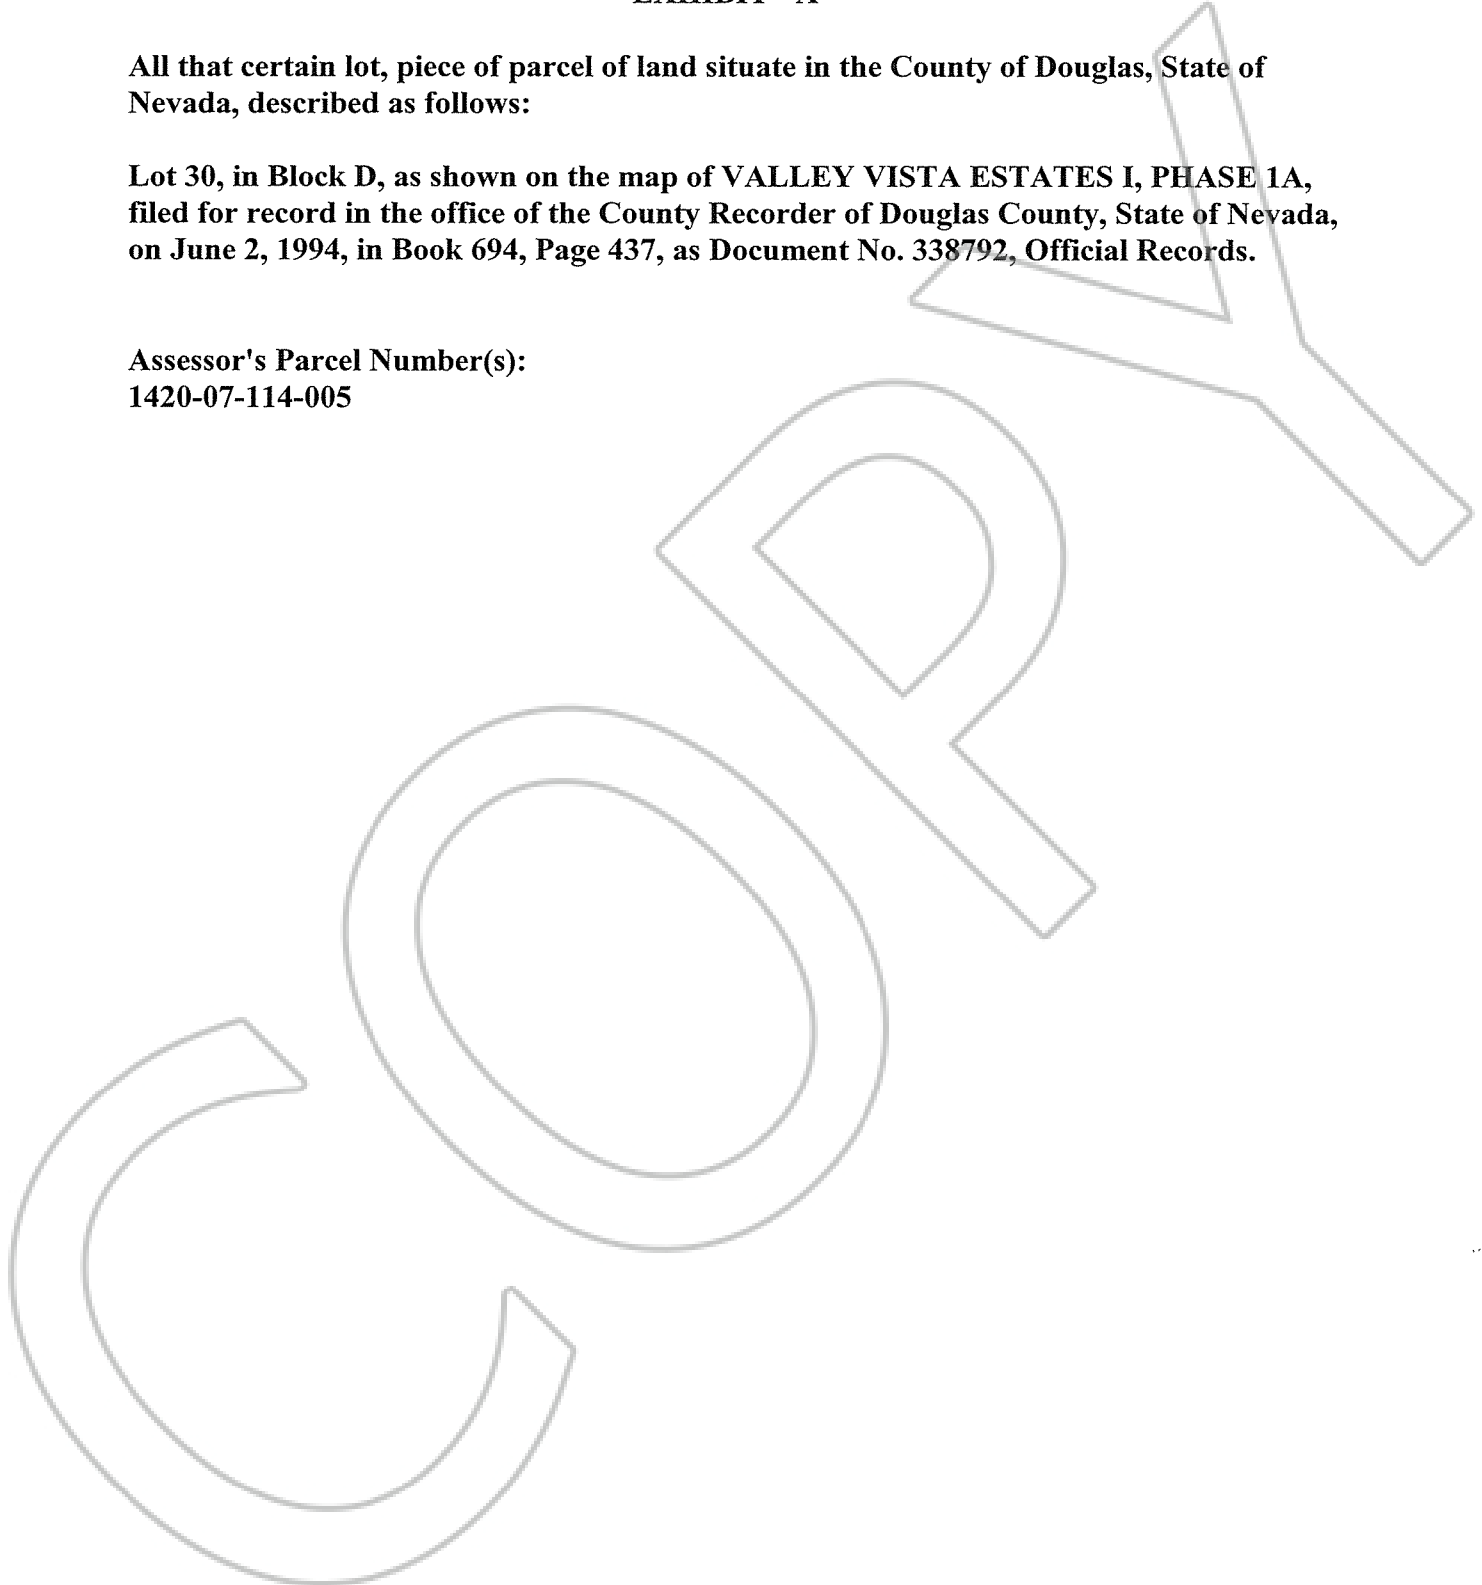 All that certain lot, piece of parcel of land situate in the County of Douglas, State of
Nevada, described as follows:
Lot 30, in Block D, as shown on the map of VALLEY VISTA ESTATES I, PHASE 1A,
filed for record in the office of the County Recorder of Douglas County, State of Nevada,
on June 2, 1994, in Book 694, Page 437, as Document No. 338792, Official Records.
Assessor's Parcel Number(s):
1420-07-114-005
COPY